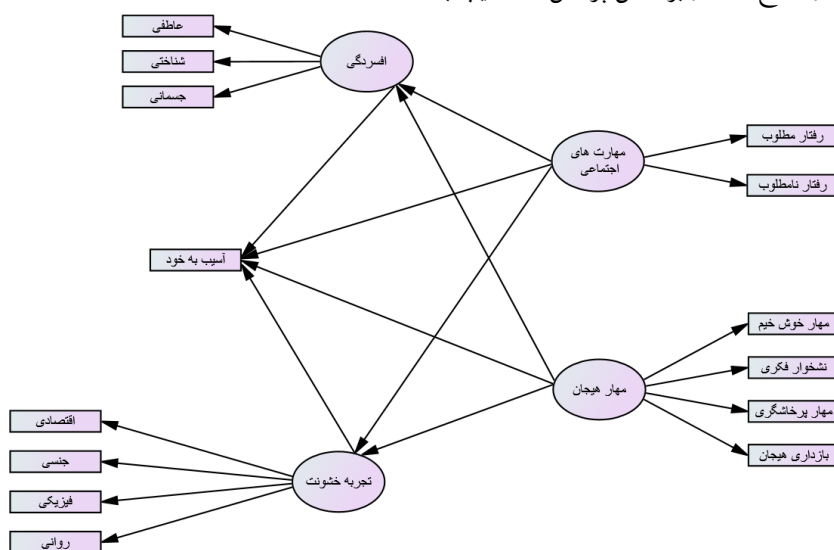 عاطفی
شناختی
جسمانی
افسردگی
مهارت های
اجتماعی
رفتار مطلوب
رفتار نامطلوب
آسیب به خود
مهار هیجان
مهار خوش خیم
نشخوار فکری
مهار پرخاشگری
بازداری هیجان
تجربه خشونت
اقتصادی
جنسی
فیزیکی
روانی